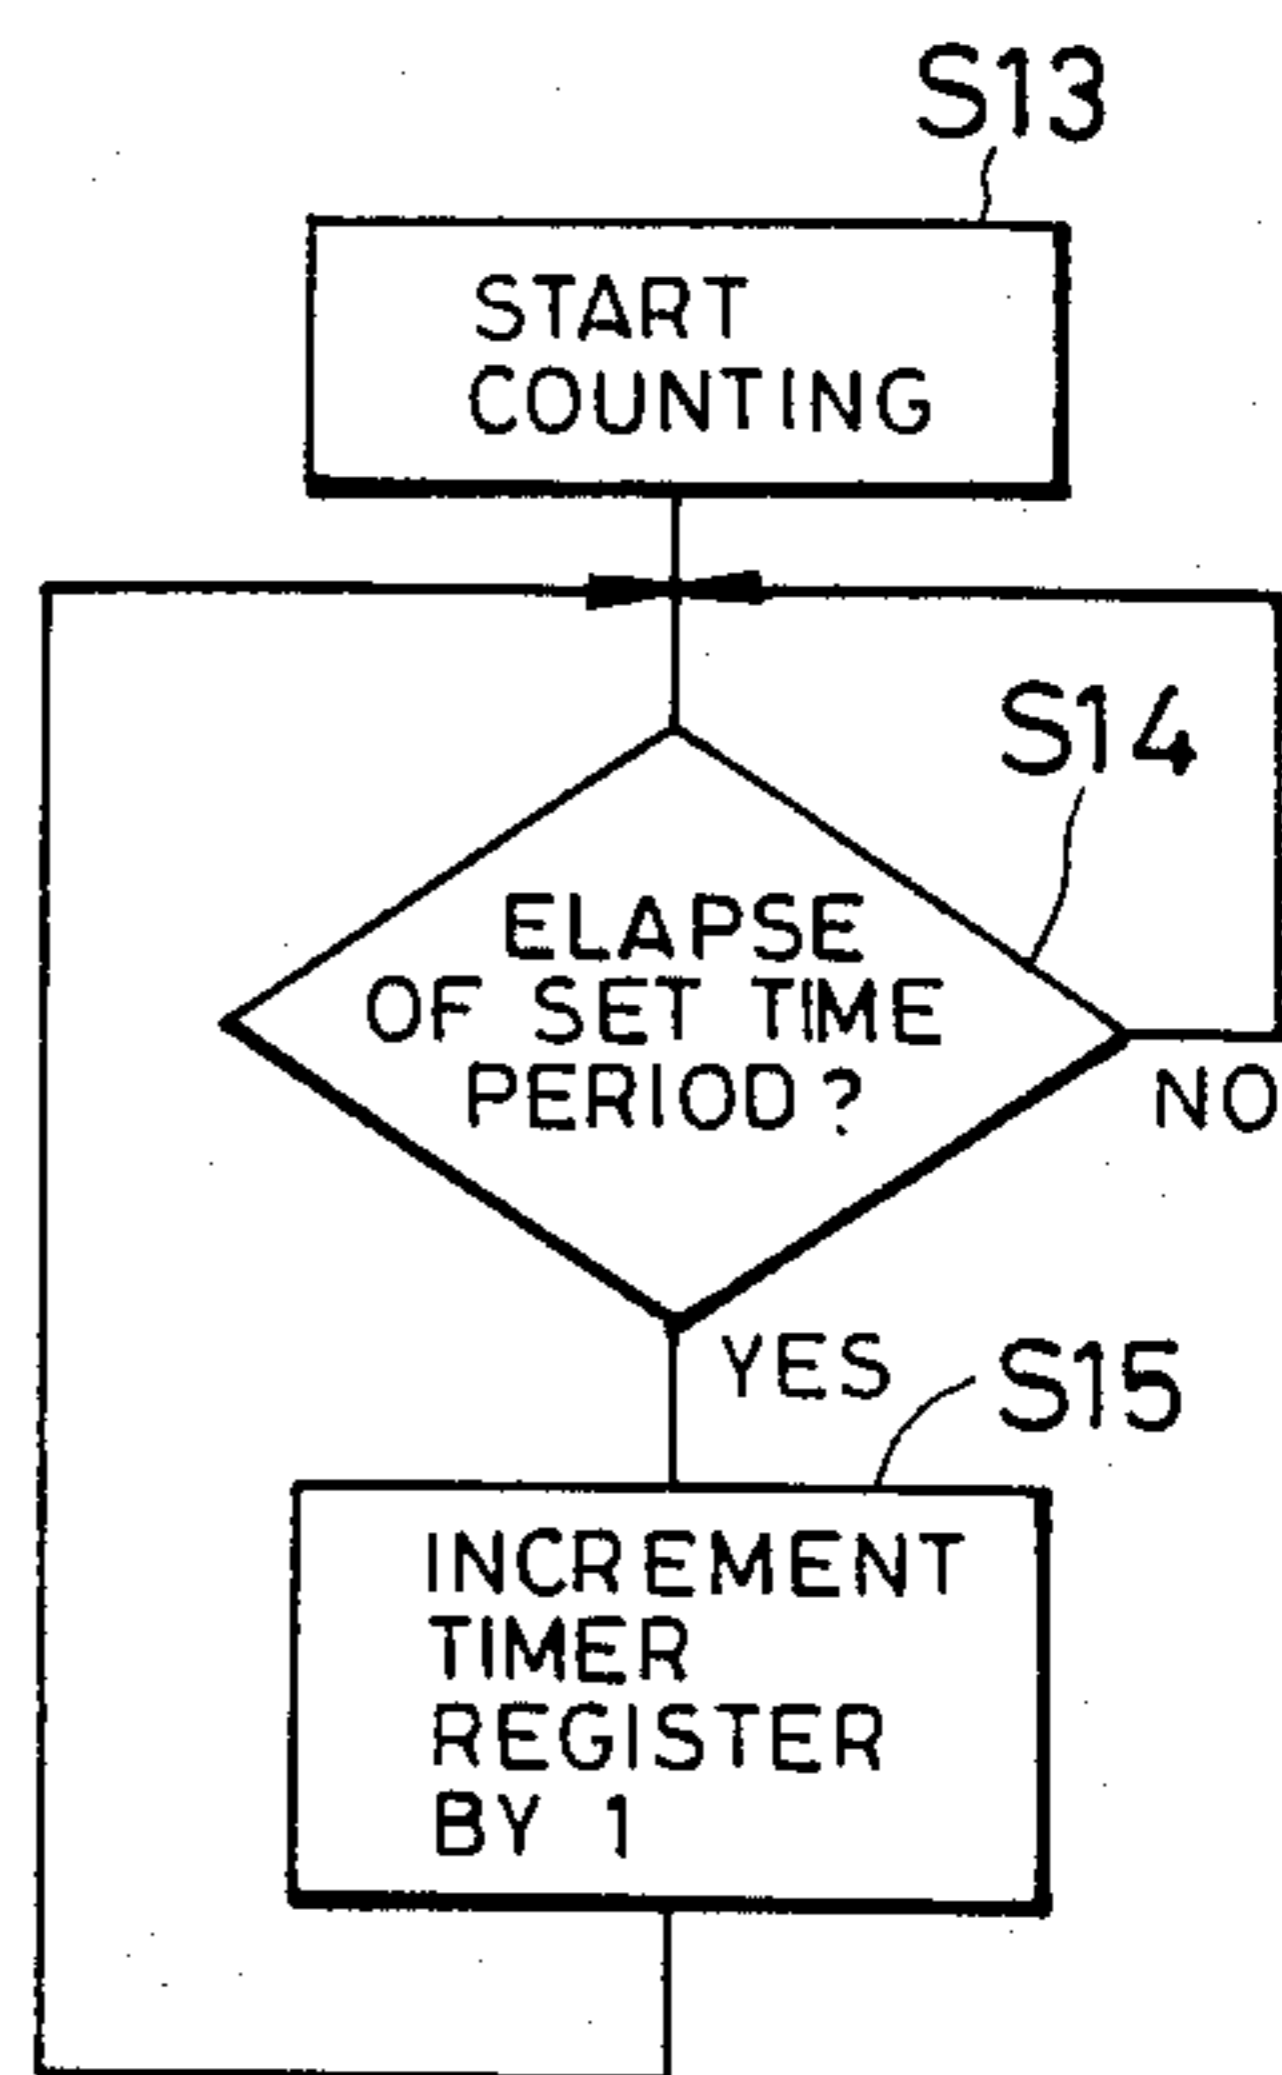 S13
START
COUNTING
S14
ELAPSE
OF SET TIME
PERIOD?
NO
YES
S15
INCREMENT
TIMER
REGISTER
BY 1